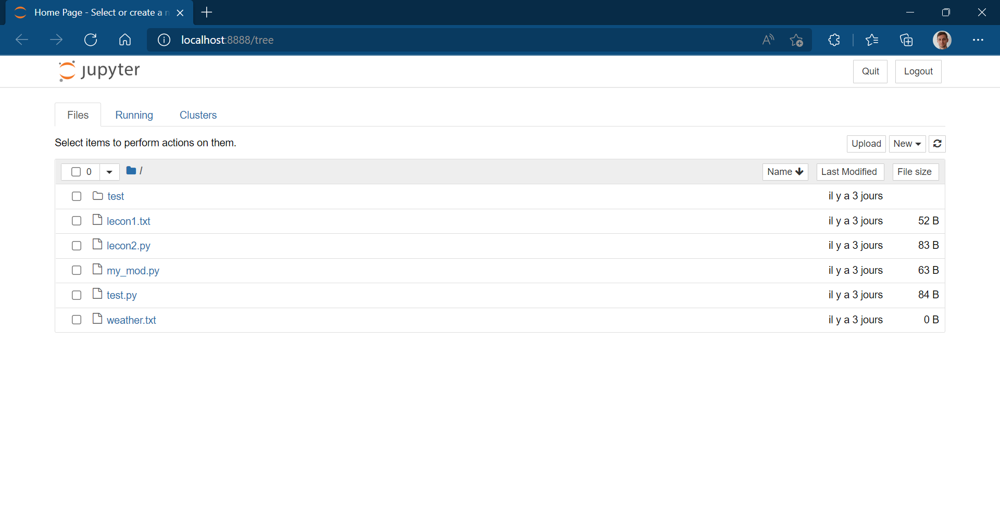 Home Page - Select or create a n
localhost:8888/tree
jupyter
Quit
Logout
Files
Running
Clusters
Select items to perform actions on them.
Upload
New
0
/
Name
Last Modified
File size
test
il y a 3 jours
lecon1.txt
il y a 3 jours
52 B
lecon2.py
il y a 3 jours
83 B
my_mod.py
il y a 3 jours
63 B
test.py
il y a 3 jours
84 B
weather.txt
il y a 3 jours
0 B